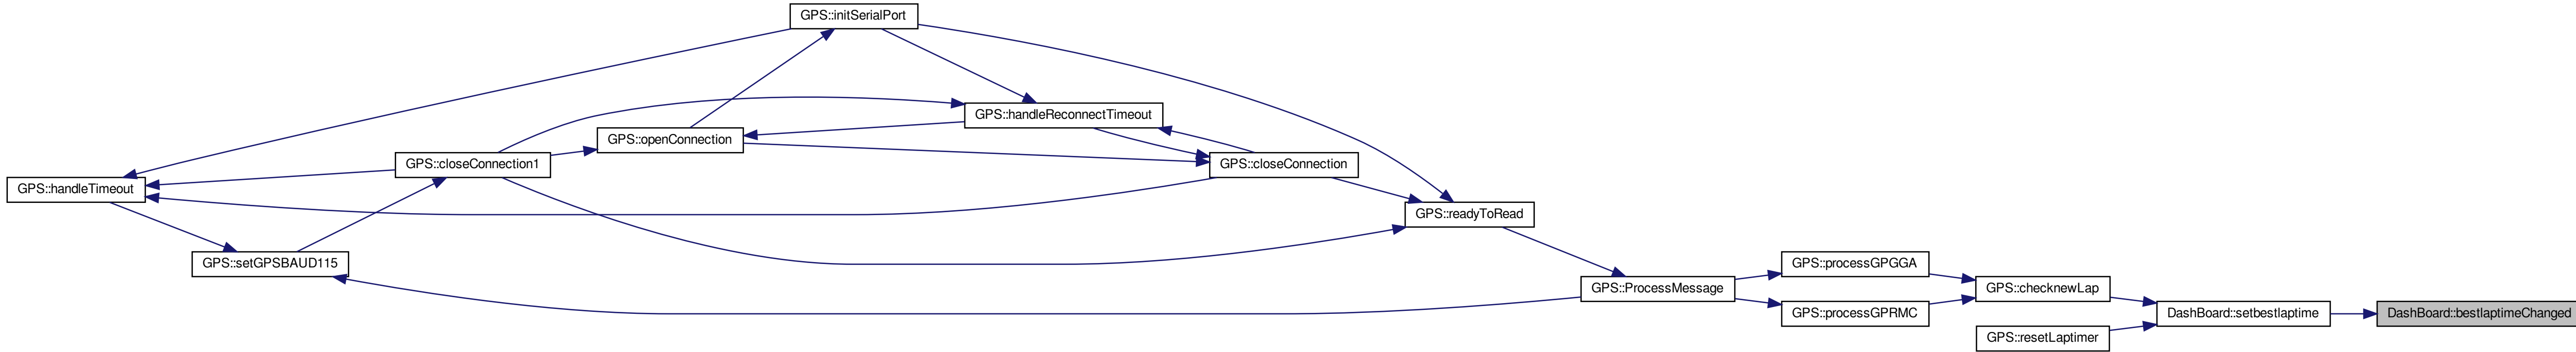 GPS::initSerialPort
GPS::handleReconnectTimeout
GPS::openConnection
GPS::closeConnection1
GPS::closeConnection
GPS::handleTimeout
GPS::readyToRead
GPS::setGPSBAUD115
GPS::processGPGGA
GPS::ProcessMessage
GPS::checknewLap
GPS::processGPRMC
DashBoard::setbestlaptime
DashBoard::bestlaptimeChanged
GPS::resetLaptimer